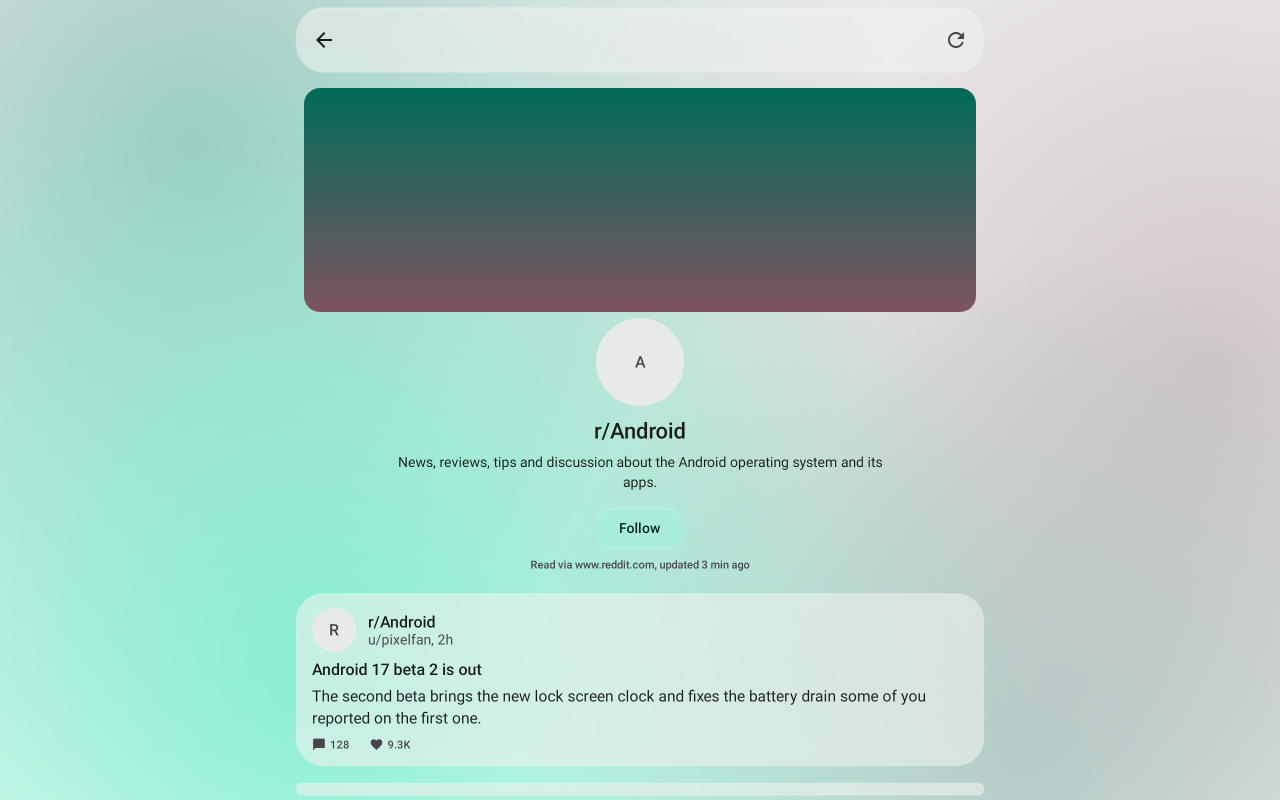 A
r/Android
News, reviews, tips and discussion about the Android operating system and its
apps.
Follow
Read via www.reddit.com, updated 3 min ago
R
r/Android
u/pixelfan, 2h
Android 17 beta 2 is out
The second beta brings the new lock screen clock and fixes the battery drain some of you
reported on the first one.
128 9.3K